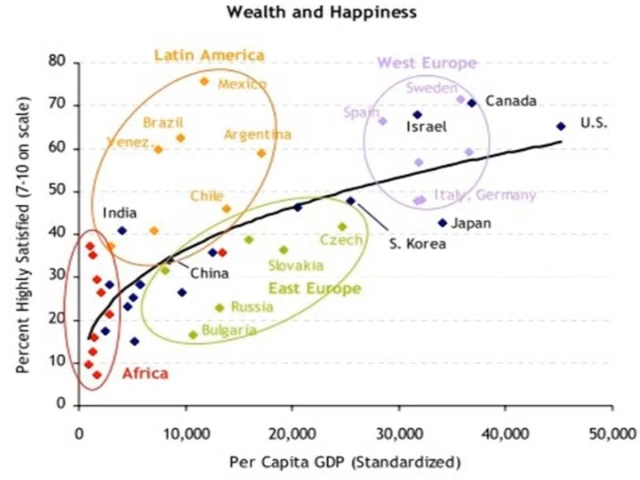 Wealth and Happiness
Percent Highly Satisfied (7-10 on scale)
80
70
60
50
40
30
20
10
0
Latin America
Mexico
Brazil
Venez.
Argentina
Chile
India
China
West Europe
Sweden
Spain
Canada
Israel
U.S.
Italy, Germany
Japan
S. Korea
Czech
Slovakia
East Europe
Russia
Bulgaria
Africa
0
10,000
20,000
30,000
40,000
50,000
Per Capita GDP (Standardized)